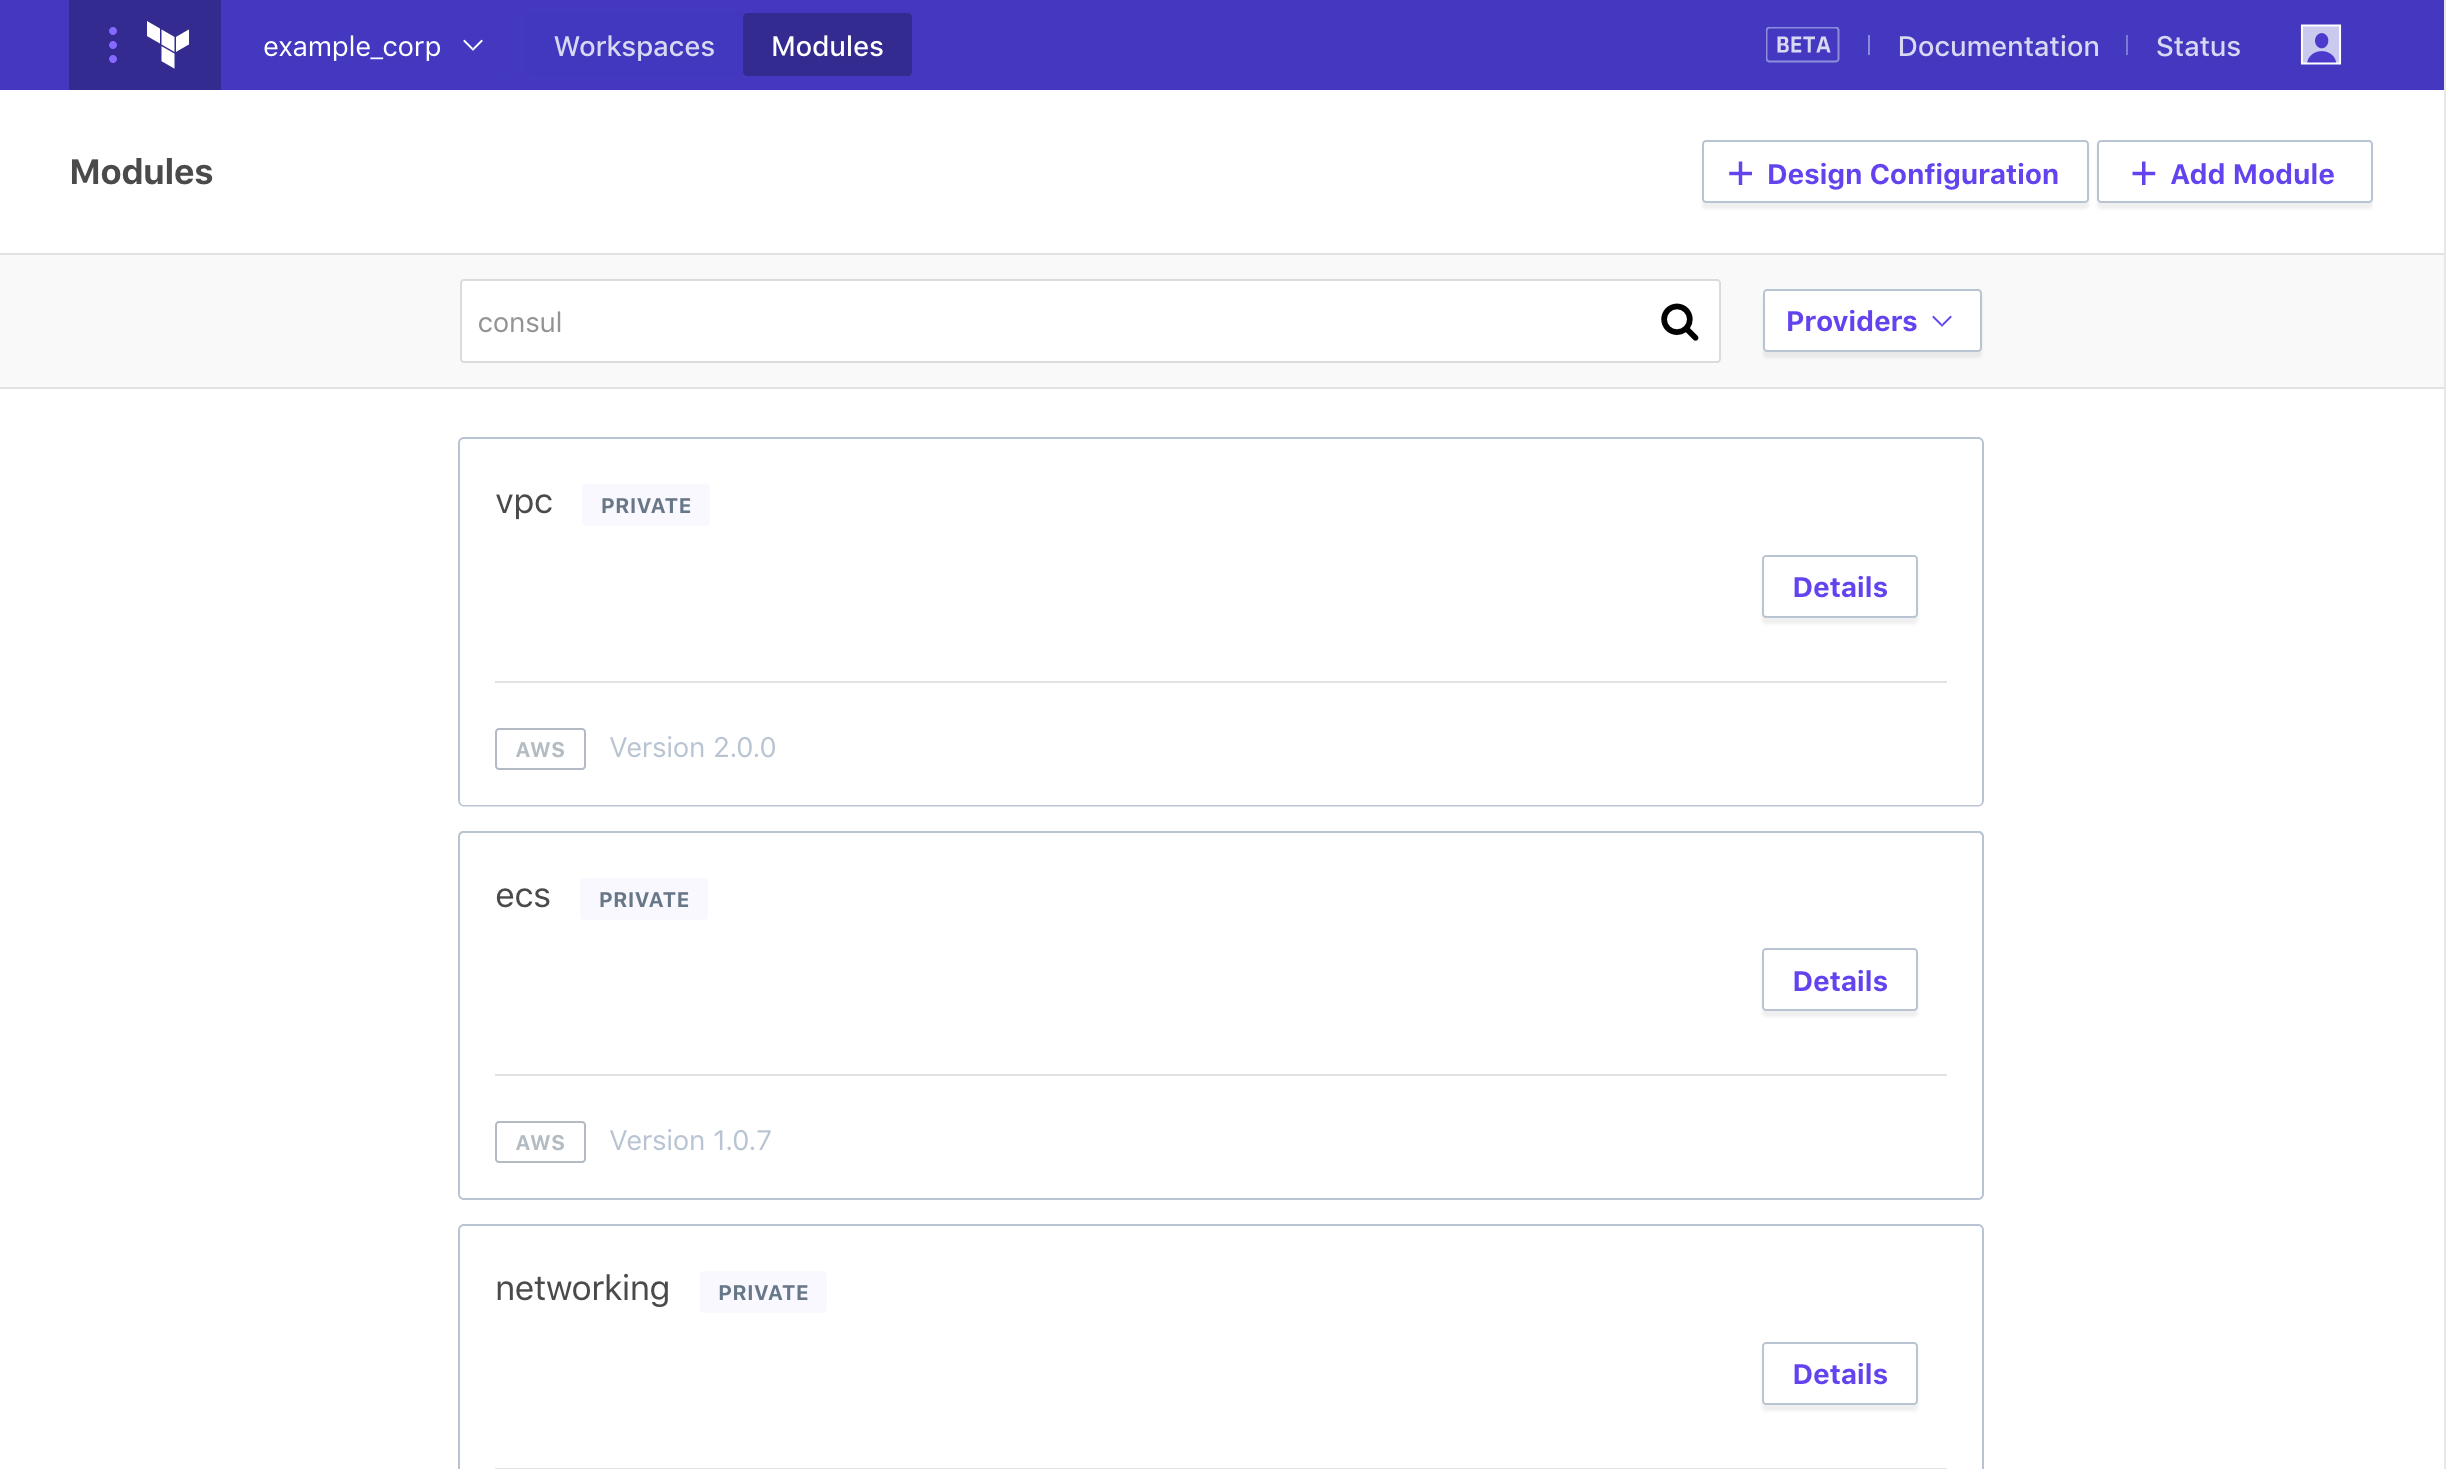 example_corp Workspaces Modules BETA Documentation Status
Modules + Design Configuration + Add Module
consul Providers
vpc PRIVATE
Details
AWS Version 2.0.0
ecs PRIVATE
Details
AWS Version 1.0.7
networking PRIVATE
Details